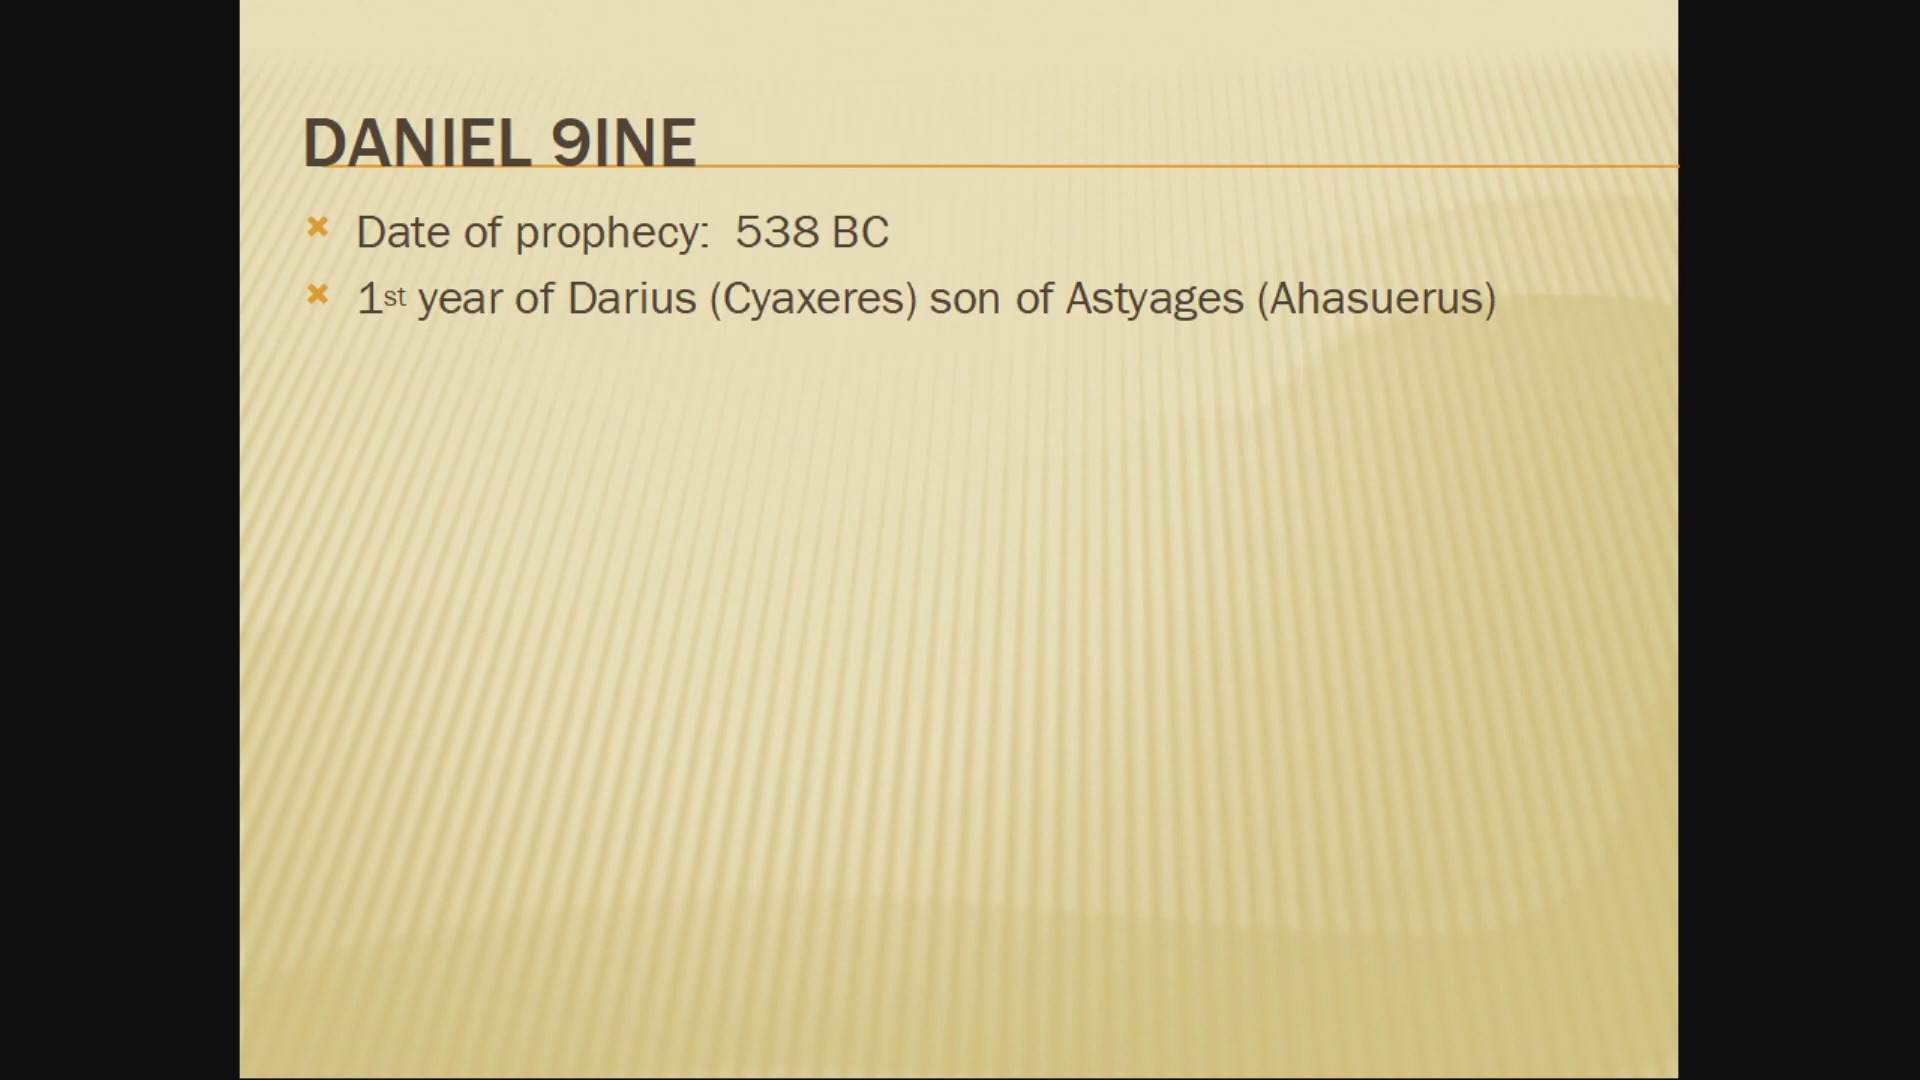 DANIEL 9INE
Date of prophecy:  538 BC
1st year of Darius (Cyaxeres) son of Astyages (Ahasuerus)